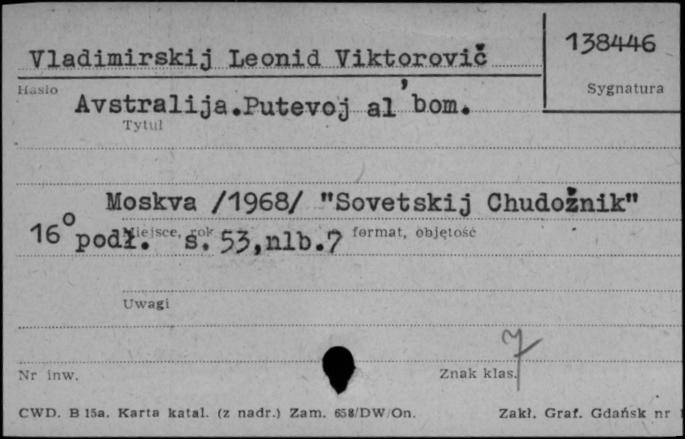 138446
Vladimirskij Leonid Viktorovič
Hasło
Sygnatura
Avstralija.Putevoj al'bom.
Tytuł
Moskva /1968/ "Sovetskij Chudožnik"
Miejsce, rok format, objętość
16° podł. s. 53,nlb.7
Uwagi
7
Nr inw.
Znak klas.
CWD. B 15a. Karta katal. (z nadr.) Zam. 658/DW/On. Zakł. Graf. Gdańsk nr 1